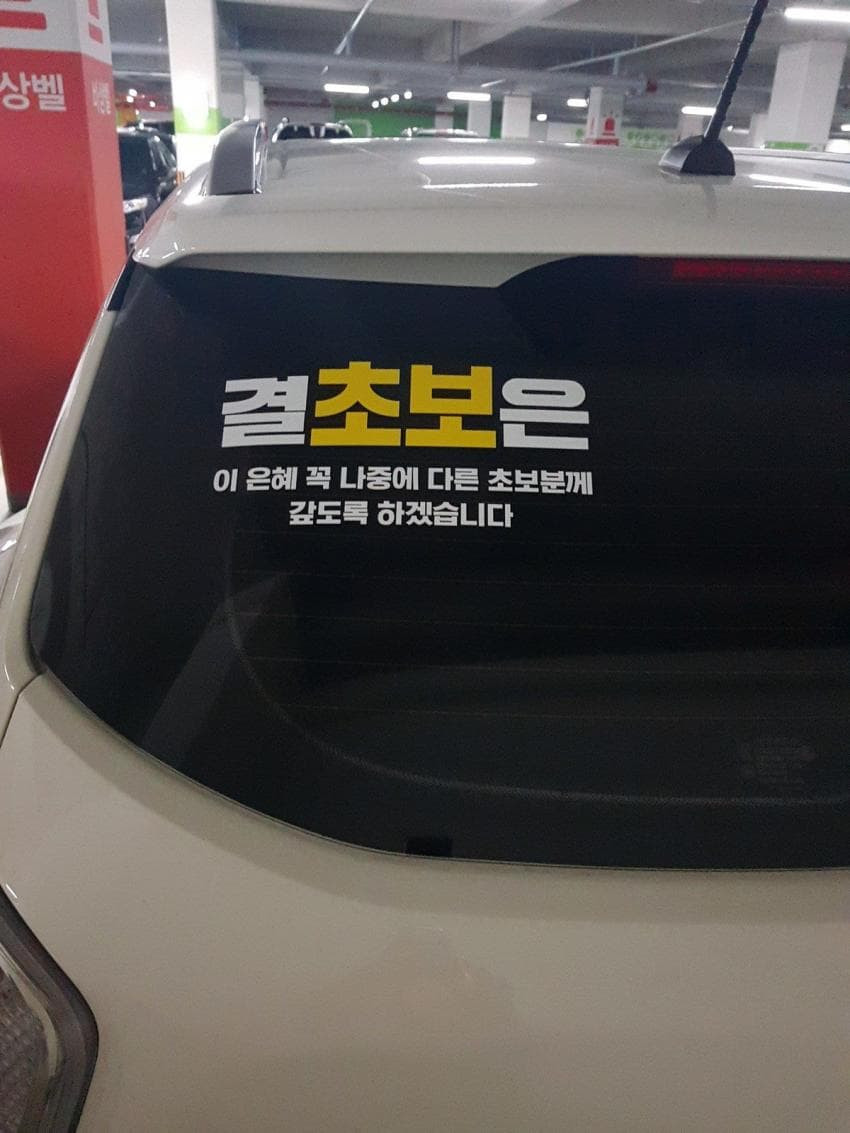 상벨
결초보은
이 은혜 꼭 나중에 다른 초보분께
갚도록 하겠습니다